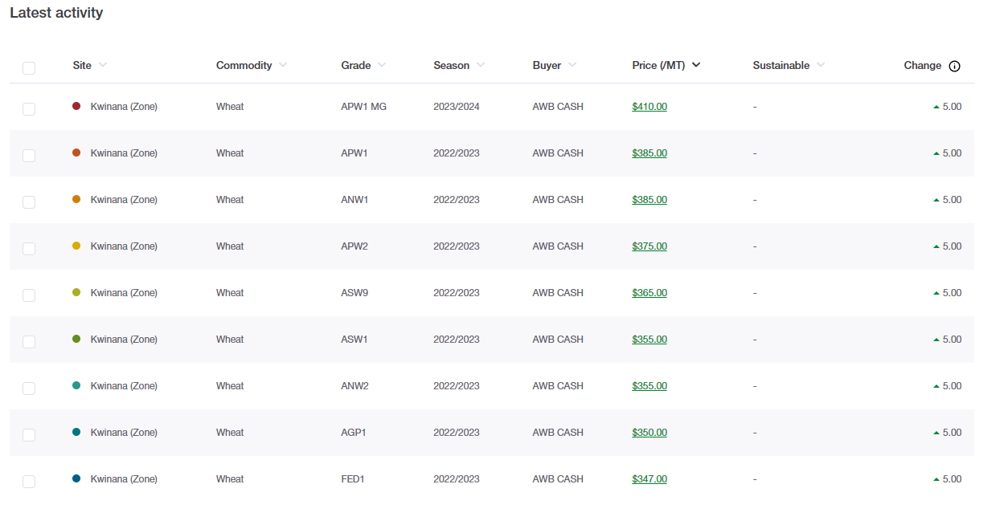 Latest activity
Site Commodity Grade Season Buyer Price (/MT) Sustainable Change
Kwinana (Zone) Wheat APW1 MG 2023/2024 AWB CASH $410.00 - 5.00
Kwinana (Zone) Wheat APW1 2022/2023 AWB CASH $385.00 - 5.00
Kwinana (Zone) Wheat ANW1 2022/2023 AWB CASH $385.00 - 5.00
Kwinana (Zone) Wheat APW2 2022/2023 AWB CASH $375.00 - 5.00
Kwinana (Zone) Wheat ASW9 2022/2023 AWB CASH $365.00 - 5.00
Kwinana (Zone) Wheat ASW1 2022/2023 AWB CASH $355.00 - 5.00
Kwinana (Zone) Wheat ANW2 2022/2023 AWB CASH $355.00 - 5.00
Kwinana (Zone) Wheat AGP1 2022/2023 AWB CASH $350.00 - 5.00
Kwinana (Zone) Wheat FED1 2022/2023 AWB CASH $347.00 - 5.00